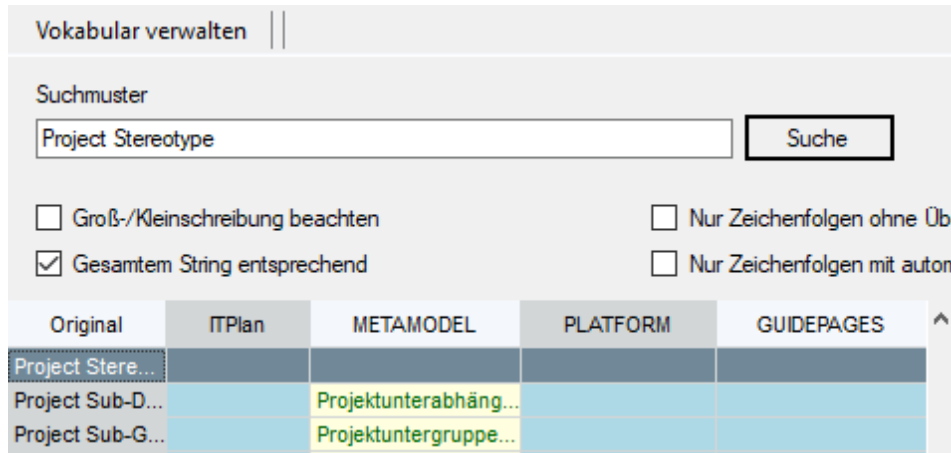 Vokabular verwalten
Suchmuster
Project Stereotype
Suche
Groß-/Kleinschreibung beachten
Nur Zeichenfolgen ohne Üb
Gesamtem String entsprechend
Nur Zeichenfolgen mit autom
Original ITPlan METAMODEL PLATFORM GUIDEPAGES
Project Stere...
Project Sub-D... Projektunterabhäng...
Project Sub-G... Projektuntergruppe...